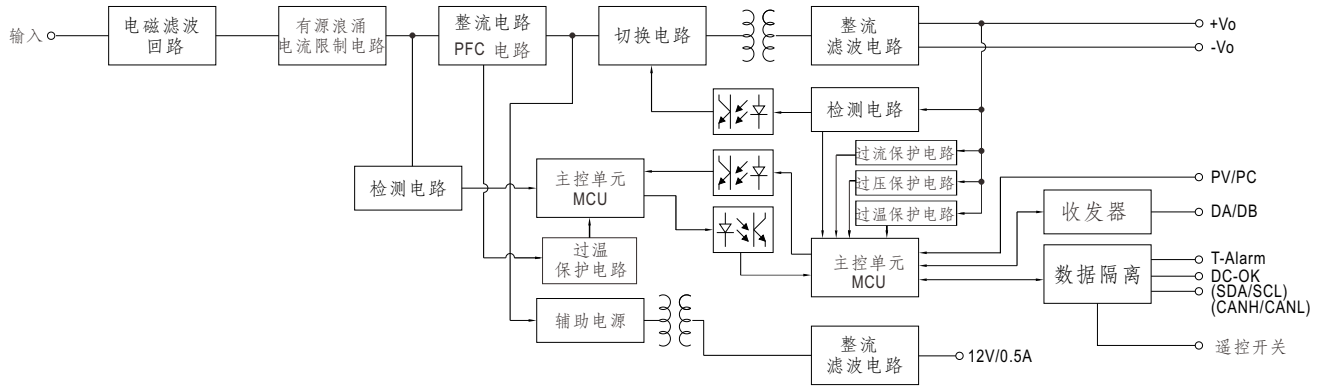 输入
电磁滤波
回路
有源浪涌
电流限制电路
整流电路
PFC 电路
切换电路
整流
滤波电路
+Vo
-Vo
检测电路
过流保护电路
过压保护电路
过温保护电路
检测电路
主控单元
MCU
过温
保护电路
主控单元
MCU
PV/PC
收发器
DA/DB
数据隔离
T-Alarm
DC-OK
(SDA/SCL)
(CANH/CANL)
遥控开关
辅助电源
整流
滤波电路
12V/0.5A